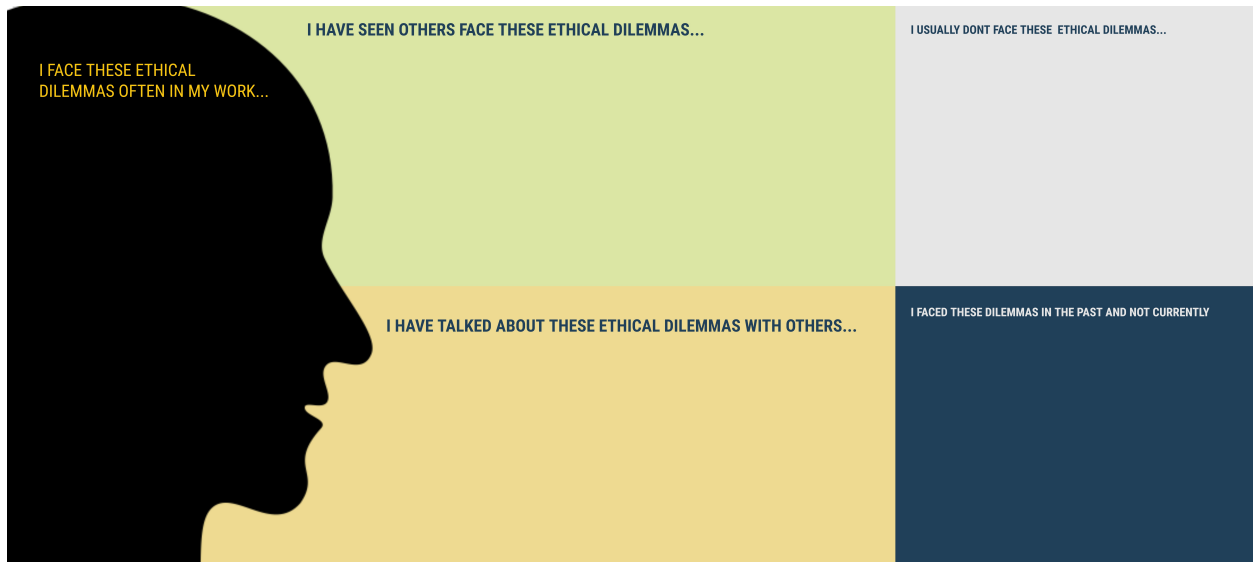 I HAVE SEEN OTHERS FACE THESE ETHICAL DILEMMAS...
I USUALLY DONT FACE THESE ETHICAL DILEMMAS...
I FACE THESE ETHICAL
DILEMMAS OFTEN IN MY WORK...
I HAVE TALKED ABOUT THESE ETHICAL DILEMMAS WITH OTHERS...
I FACED THESE DILEMMAS IN THE PAST AND NOT CURRENTLY